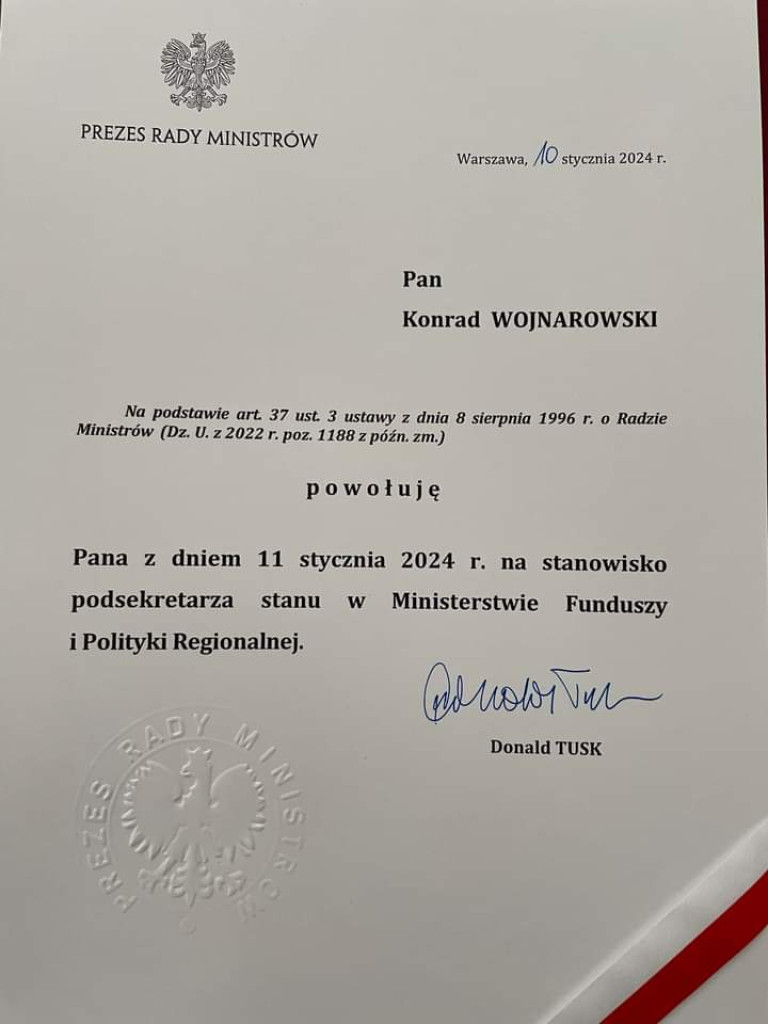 PREZES RADY MINISTRÓW
Warszawa, 10 stycznia 2024 r.
Pan
Konrad WOJNAROWSKI
Na podstawie art. 37 ust. 3 ustawy z dnia 8 sierpnia 1996 r. o Radzie
Ministrów (Dz. U. z 2022 r. poz. 1188 z późn. zm.)
powołuję
Pana z dniem 11 stycznia 2024 r. na stanowisko
podsekretarza stanu w Ministerstwie Funduszy
i Polityki Regionalnej.
Donald Tusk
Donald TUSK
PREZES RADY MINISTRÓW